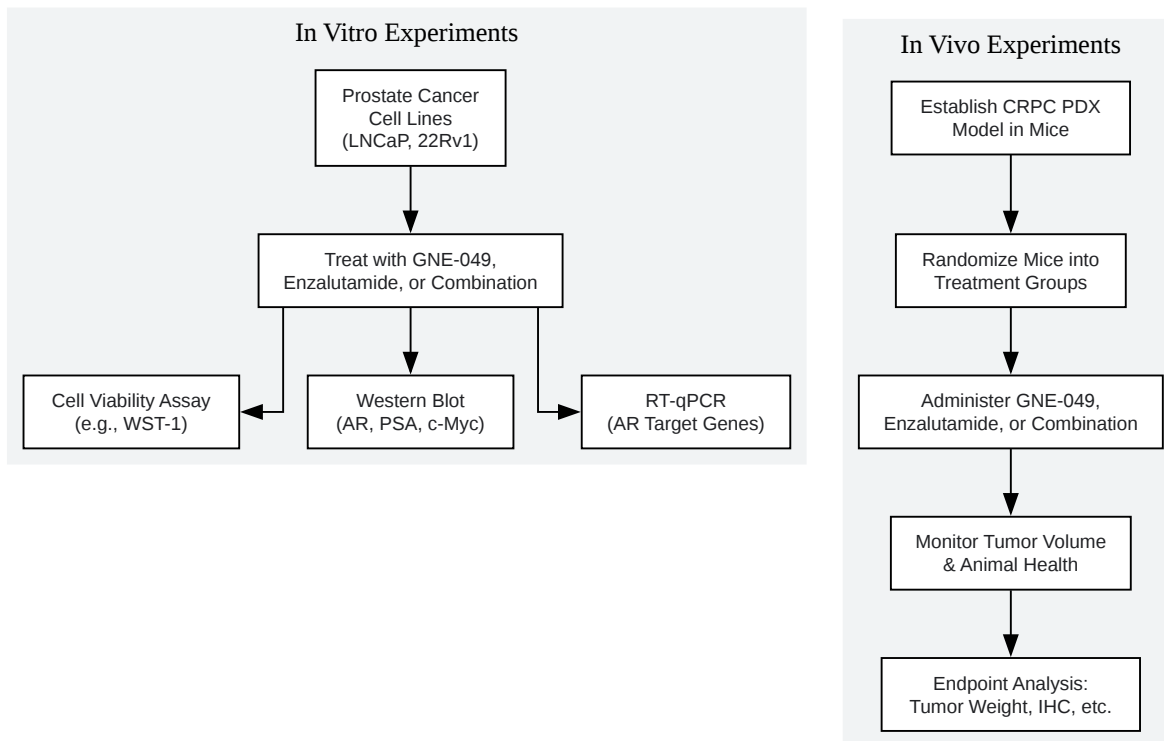 In Vitro Experiments
Prostate Cancer
Cell Lines
(LNCaP, 22Rv1)
Treat with GNE-049,
Enzalutamide, or Combination
Cell Viability Assay
(e.g., WST-1)
Western Blot
(AR, PSA, c-Myc)
RT-qPCR
(AR Target Genes)
In Vivo Experiments
Establish CRPC PDX
Model in Mice
Randomize Mice into
Treatment Groups
Administer GNE-049,
Enzalutamide, or Combination
Monitor Tumor Volume
& Animal Health
Endpoint Analysis:
Tumor Weight, IHC, etc.